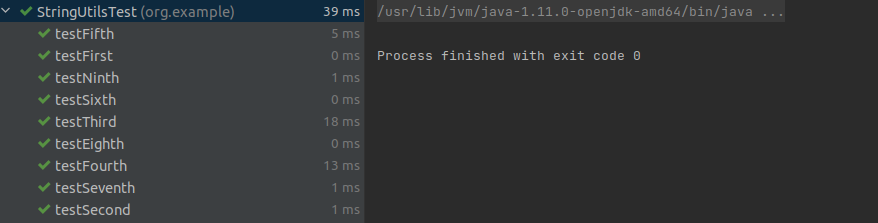 StringUtilsTest (org.example) 39 ms
testFifth 5 ms
testFirst 0 ms
testNinth 1 ms
testSixth 0 ms
testThird 18 ms
testEighth 0 ms
testFourth 13 ms
testSeventh 1 ms
testSecond 1 ms
/usr/lib/jvm/java-1.11.0-openjdk-amd64/bin/java ...
Process finished with exit code 0